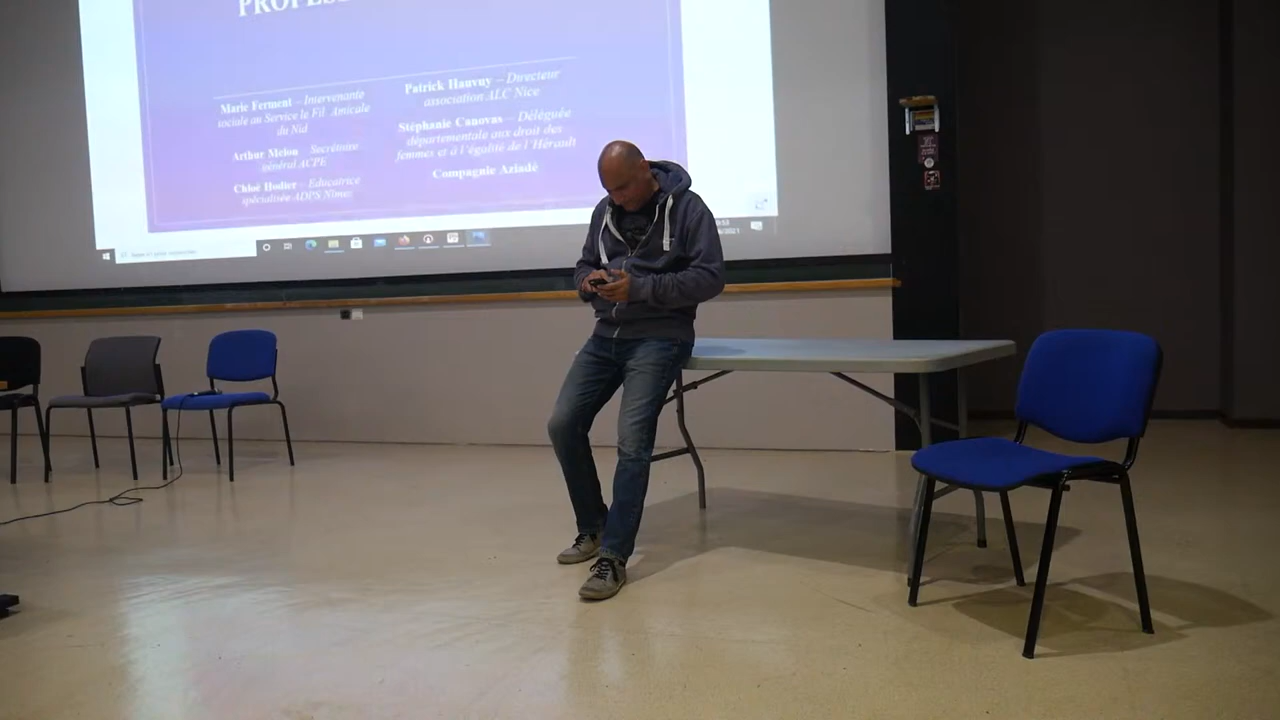 Marie Ferment – Intervenante
sociale au Service le Fil Amicale
du Nid
Arthur Melon – Secrétaire
général ACPE
Chloé Hodier – Educatrice
spécialisée ADPS Nîmes
Patrick Hauvuy – Directeur
association ALC Nice
Stéphanie Canovas – Déléguée
départementale aux droit des
femmes et à l'égalité de l'Hérault
Compagnie Aziadé